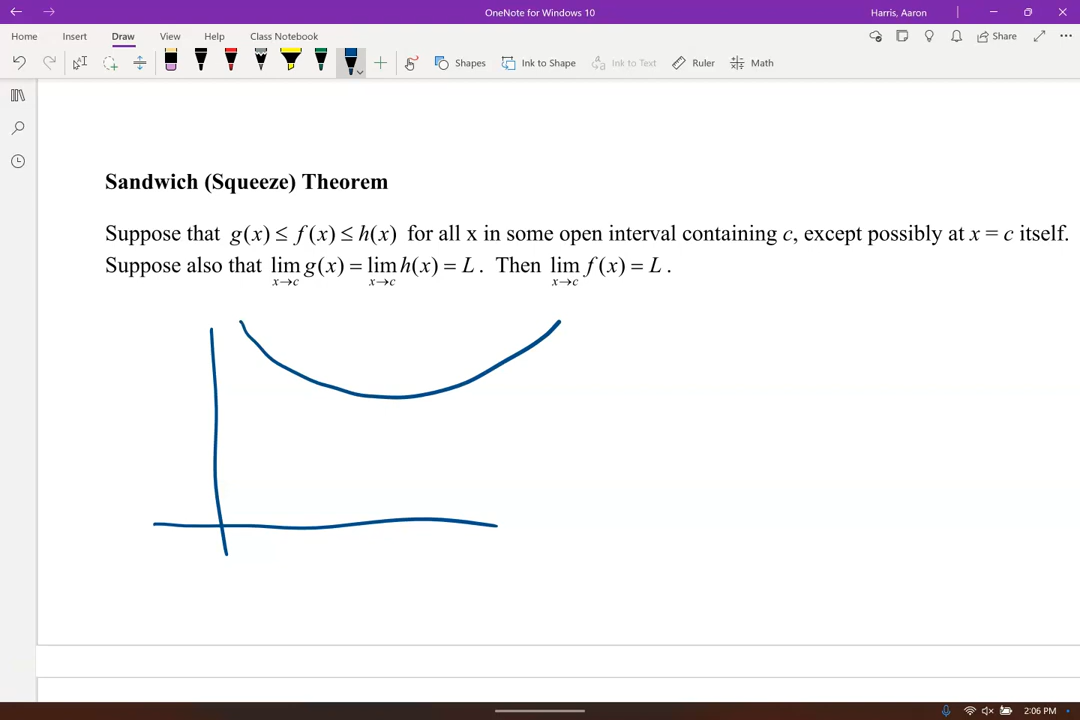 OneNote for Windows 10
Harris, Aaron
Home Insert Draw View Help Class Notebook Share
Shapes Ink to Shape Ink to Text Ruler Math
Sandwich (Squeeze) Theorem
Suppose that g(x) ≤ f(x) ≤ h(x) for all x in some open interval containing c, except possibly at x = c itself.
Suppose also that lim x→c g(x) = lim x→c h(x) = L. Then lim x→c f(x) = L.
2:06 PM